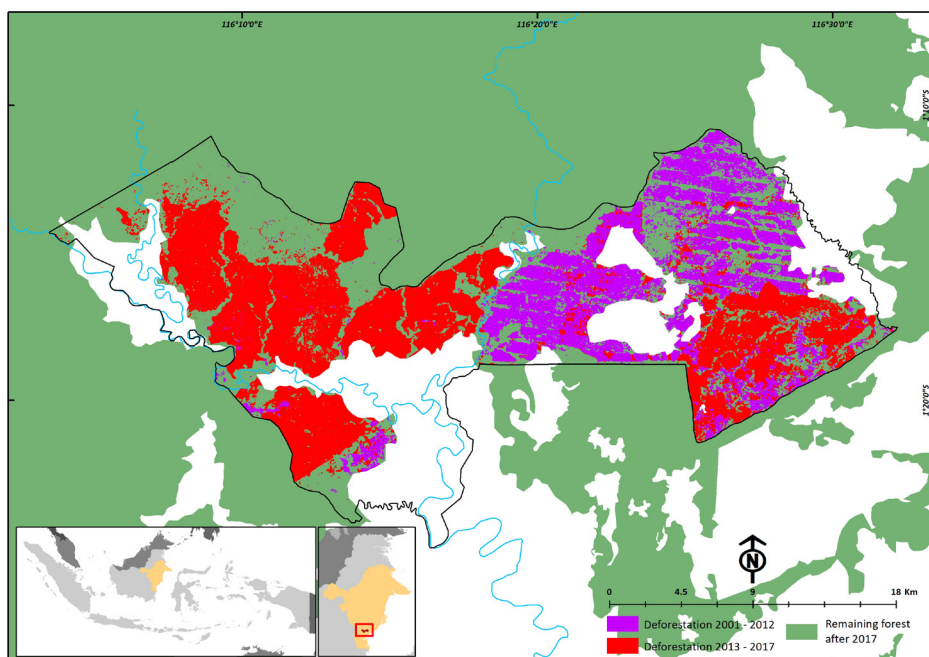 116°10'0"E
116°20'0"E
116°30'0"E
1°10'0"S
1°20'0"S
N
0
4.5
9
18 Km
Deforestation 2001 - 2012
Deforestation 2013 - 2017
Remaining forest
after 2017